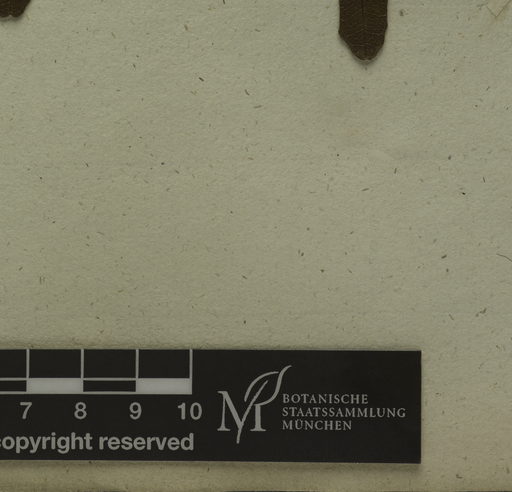 7 8 9 10
copyright reserved
M
BOTANISCHE
STAATSSAMMLUNG
MÜNCHEN